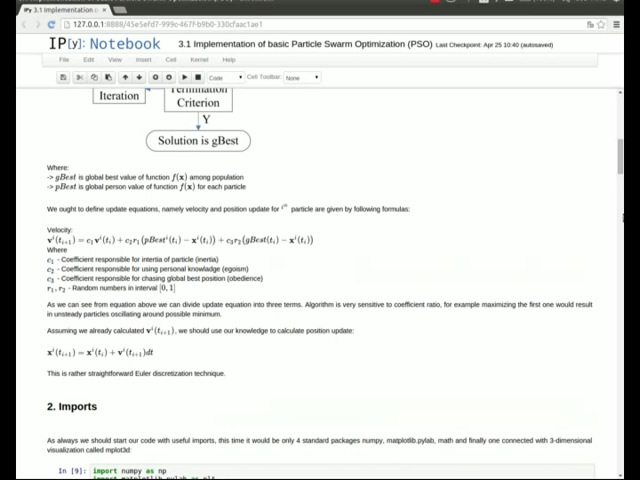 3.1 Implementation o
127.0.0.1:8888/45e5efd7-999c-467f-b9b0-330cfaac1ae1
IP[y]: Notebook 3.1 Implementation of basic Particle Swarm Optimization (PSO) Last Checkpoint: Apr 25 10:40 (autosaved)
File Edit View Insert Cell Kernel Help
Code Cell Toolbar: None
Iteration
Termination
Criterion
Y
Solution is gBest
Where:
-> gBest is global best value of function f(x) among population
-> pBest is global person value of function f(x) for each particle
We ought to define update equations, namely velocity and position update for i^th particle are given by following formulas:
Velocity:
v^i(t_{i+1}) = c_1 v^i(t_i) + c_2 r_1 (pBest^i(t_i) − x^i(t_i)) + c_3 r_2 (gBest(t_i) − x^i(t_i))
Where
c_1 - Coefficient responsible for intertia of particle (inertia)
c_2 - Coefficient responsible for using personal knowladge (egoism)
c_3 - Coefficient responsible for chasing global best position (obedience)
r_1, r_2 - Random numbers in interval [0, 1]
As we can see from equation above we can divide update equation into three terms. Algorithm is very sensitive to coefficient ratio, for example maximizing the first one would result
in unsteady particles oscillating around possible minimum.
Assuming we already calculated v^i(t_{i+1}), we should use our knowledge to calculate position update:
x^i(t_{i+1}) = x^i(t_i) + v^i(t_{i+1})dt
This is rather straightforward Euler discretization technique.
2. Imports
As always we should start our code with useful imports, this time it would be only 4 standard packages numpy, matplotlib.pylab, math and finally one connected with 3-dimensional
visualization called mplot3d:
In [9]: import numpy as np
import matplotlib.pylab as plt